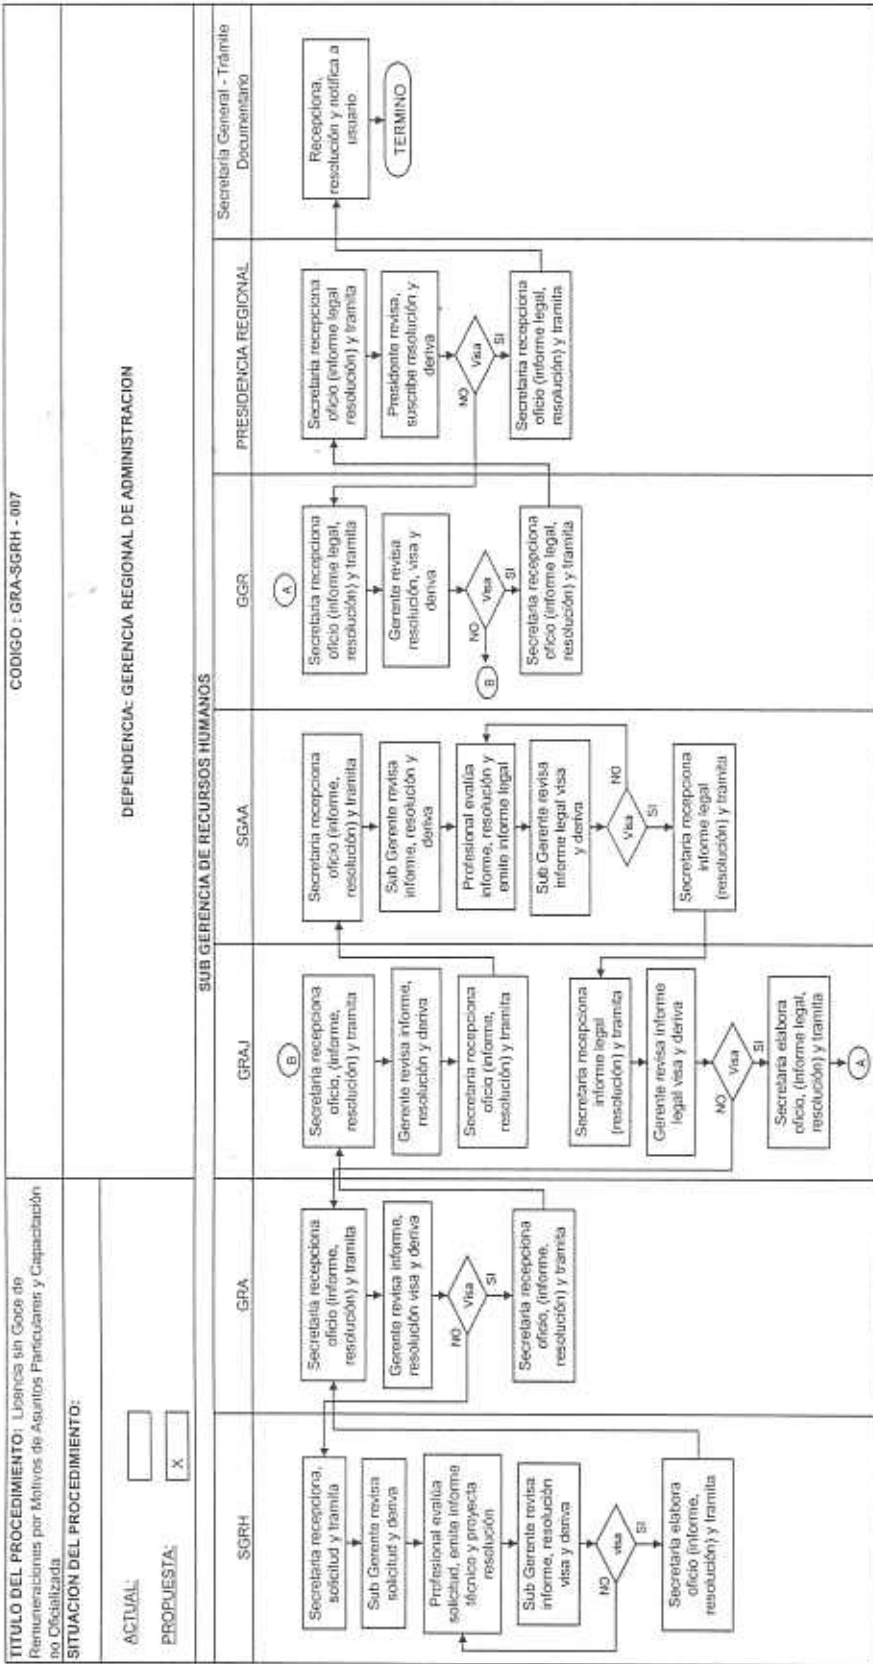 TITULO DEL PROCEDIMIENTO: Licencia sin Goce de
Remuneraciones por Motivos de Asuntos Particulares y Capacitación
no Oficializada
CODIGO : GRA-SGRH - 007
SITUACION DEL PROCEDIMIENTO:
ACTUAL:
PROPUESTA:
X
DEPENDENCIA: GERENCIA REGIONAL DE ADMINISTRACION
SUB GERENCIA DE RECURSOS HUMANOS
SGRH
GRA
GRAJ
SGAA
GGR
PRESIDENCIA REGIONAL
Secretaría General - Trámite
Documentario
Secretaria recepciona,
solicitud y tramita
Sub Gerente revisa
solicitud y deriva
Profesional evalúa
solicitud, emite informe
técnico y proyecta
resolución
Sub Gerente revisa
informe, resolución
visa y deriva
visa
NO
SI
Secretaria elabora
oficio (informe,
resolución) y tramita
Secretaria recepciona
oficio (informe,
resolución) y tramita
Gerente revisa informe,
resolución visa y deriva
Visa
NO
SI
Secretaria recepciona
oficio, (informe,
resolución) y tramita
B
Secretaria recepciona
oficio, (informe,
resolución) y tramita
Gerente revisa informe,
resolución y deriva
Secretaria recepciona
oficio (informe,
resolución) y tramita
Secretaria recepciona
informe legal
(resolución) y tramita
Gerente revisa informe
legal visa y deriva
Visa
NO
SI
Secretaria elabora
oficio, (informe legal,
resolución) y tramita
A
Secretaria recepciona
oficio (informe,
resolución) y tramita
Sub Gerente revisa
informe, resolución y
deriva
Profesional evalúa
informe, resolución y
emite informe legal
Sub Gerente revisa
informe legal visa
y deriva
Visa
NO
SI
Secretaria recepciona
informe legal
(resolución) y tramita
A
Secretaria recepciona
oficio (informe legal,
resolución) y tramita
Gerente revisa
resolución, visa y
deriva
Visa
NO
SI
B
Secretaria recepciona
oficio (informe legal,
resolución) y tramita
Secretaria recepciona
oficio (informe legal
resolución) y tramita
Presidente revisa,
suscribe resolución y
deriva
Visa
NO
SI
Secretaria recepciona
oficio (informe legal,
resolución) y tramita
Recepciona,
resolución y notifica a
usuario
TERMINO